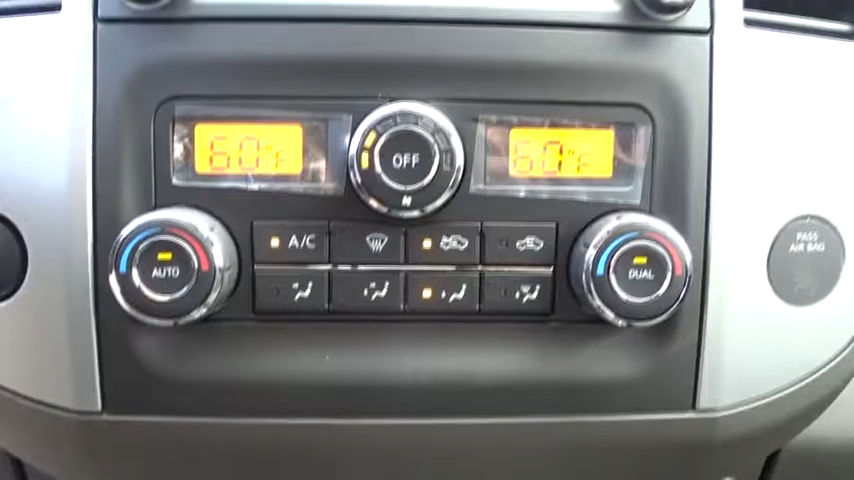 60°F
OFF
60°F
A/C
AUTO
DUAL
PASS
AIR BAG